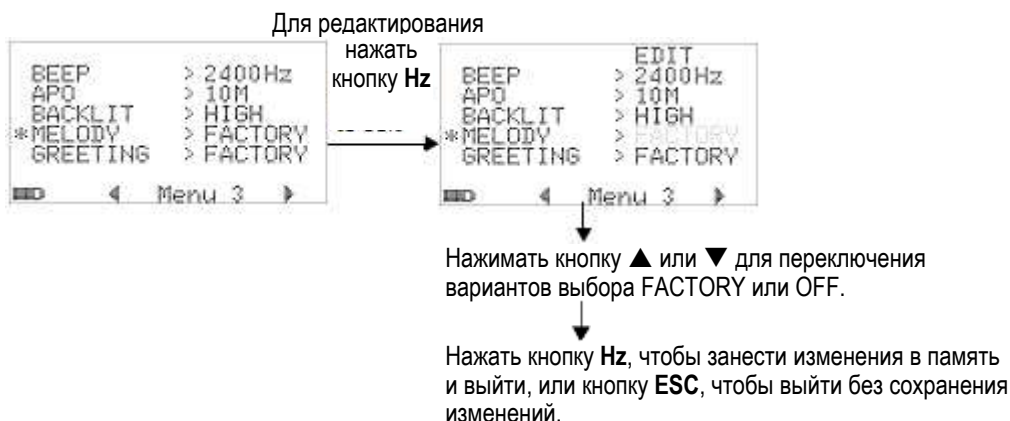 Для редактирования
нажать
кнопку Hz
BEEP > 2400Hz
APO > 10M
BACKLIT > HIGH
*MELODY > FACTORY
GREETING > FACTORY
Menu 3
EDIT
BEEP > 2400Hz
APO > 10M
BACKLIT > HIGH
*MELODY > FACTORY
GREETING > FACTORY
Menu 3
Нажимать кнопку ▲ или ▼ для переключения
вариантов выбора FACTORY или OFF.
Нажать кнопку Hz, чтобы занести изменения в память
и выйти, или кнопку ESC, чтобы выйти без сохранения
изменений.